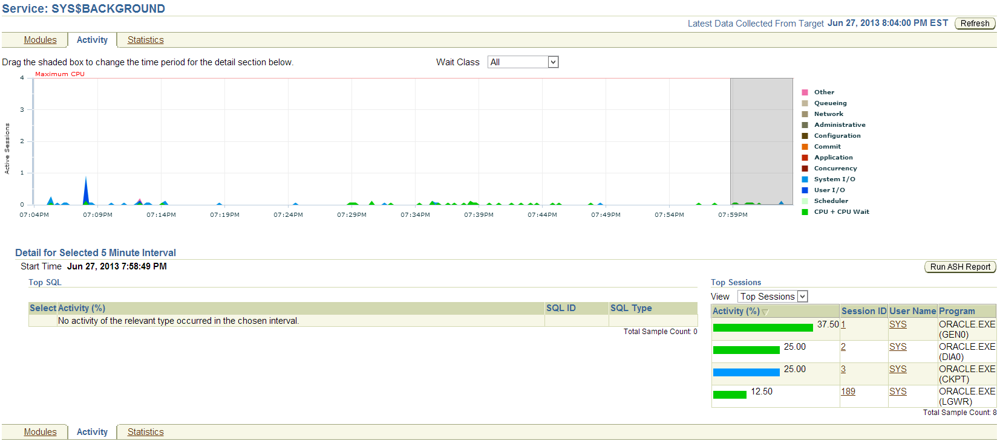 Service: SYS$BACKGROUND
Latest Data Collected From Target Jun 27, 2013 8:04:00 PM EST Refresh
Modules Activity Statistics
Drag the shaded box to change the time period for the detail section below. Wait Class All
Maximum CPU
4
3
2
1
0
Active Sessions
07:04PM 07:09PM 07:14PM 07:19PM 07:24PM 07:29PM 07:34PM 07:39PM 07:44PM 07:49PM 07:54PM 07:59PM
Other
Queueing
Network
Administrative
Configuration
Commit
Application
Concurrency
System I/O
User I/O
Scheduler
CPU + CPU Wait
Detail for Selected 5 Minute Interval
Start Time Jun 27, 2013 7:58:49 PM Run ASH Report
Top SQL
Select Activity (%) SQL ID SQL Type
No activity of the relevant type occurred in the chosen interval.
Total Sample Count: 0
Top Sessions
View Top Sessions
Activity (%) Session ID User Name Program
37.50 1 SYS ORACLE.EXE
(GEN0)
25.00 2 SYS ORACLE.EXE
(DIA0)
25.00 3 SYS ORACLE.EXE
(CKPT)
12.50 189 SYS ORACLE.EXE
(LGWR)
Total Sample Count: 8
Modules Activity Statistics